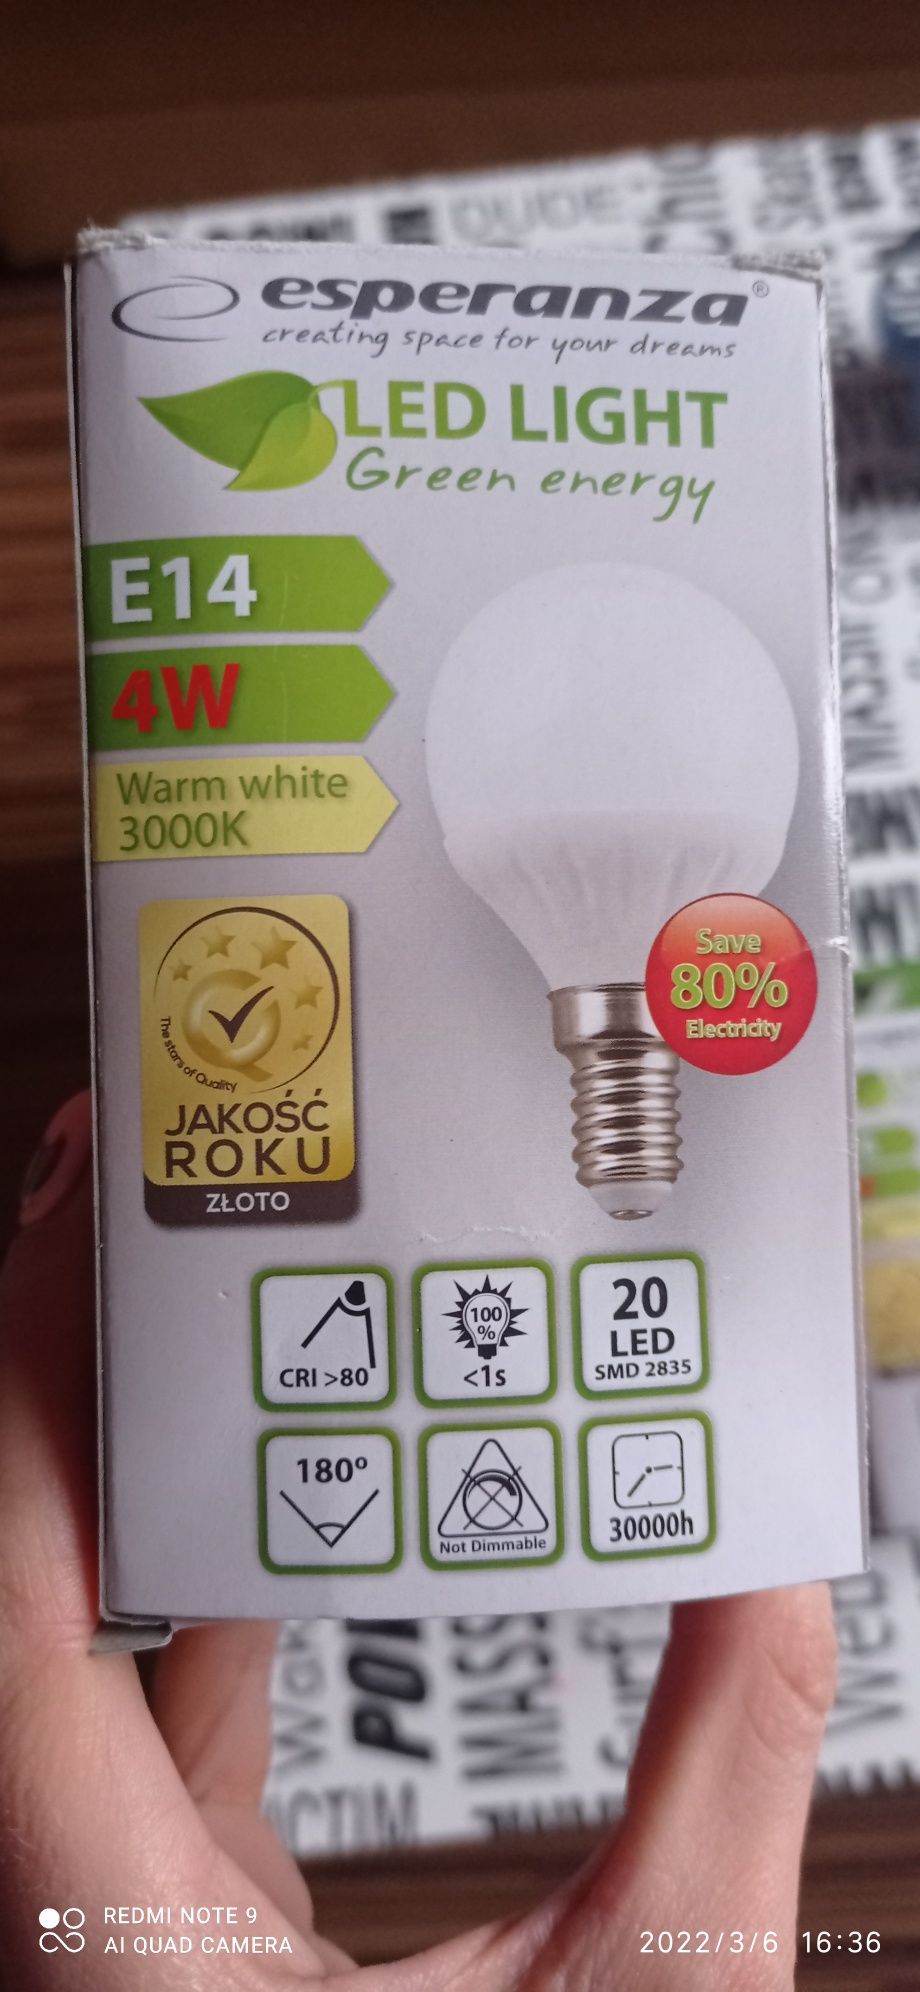 DUDE
esperanza®
creating space for your dreams
LED LIGHT
Green energy
E14
4W
Warm white
3000K
Save
80%
Electricity
The stars of Quality
JAKOŚĆ
ROKU
ZŁOTO
CRI >80
100
%
<1s
20
LED
SMD 2835
180°
Not Dimmable
30000h
REDMI NOTE 9
AI QUAD CAMERA
2022/3/6 16:36